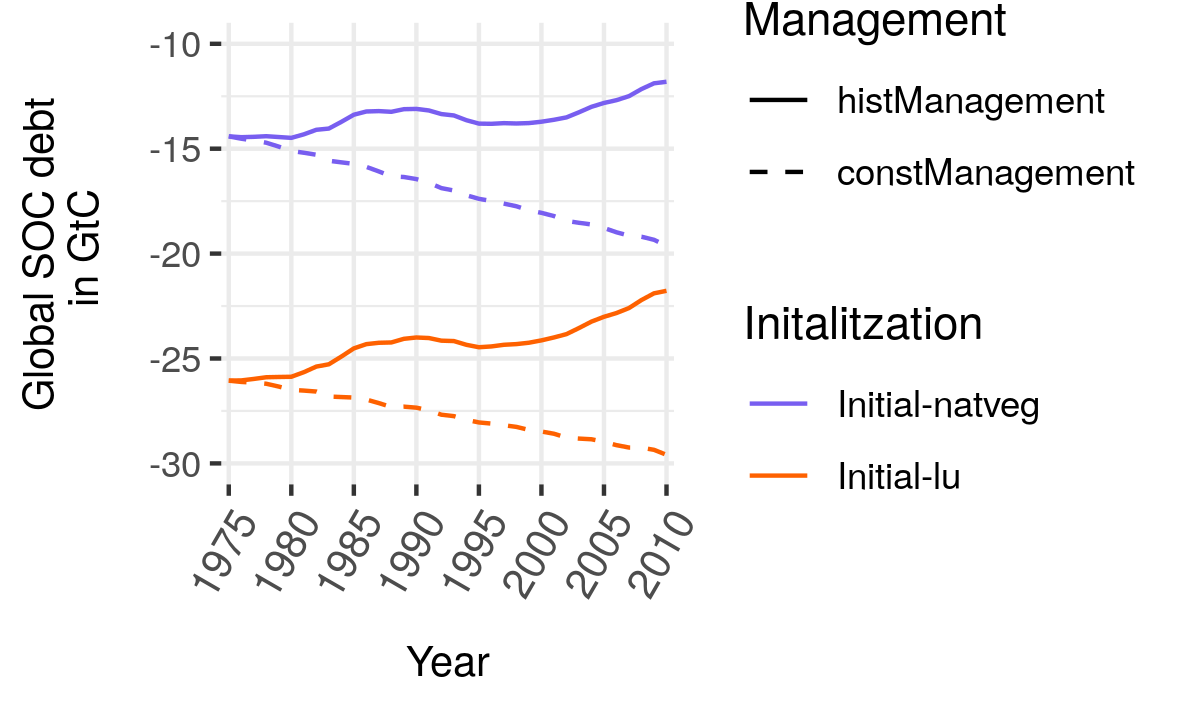 Global SOC debt
in GtC
-10
-15
-20
-25
-30
1975
1980
1985
1990
1995
2000
2005
2010
Year
Management
histManagement
constManagement
Initalitzation
Initial-natveg
Initial-lu